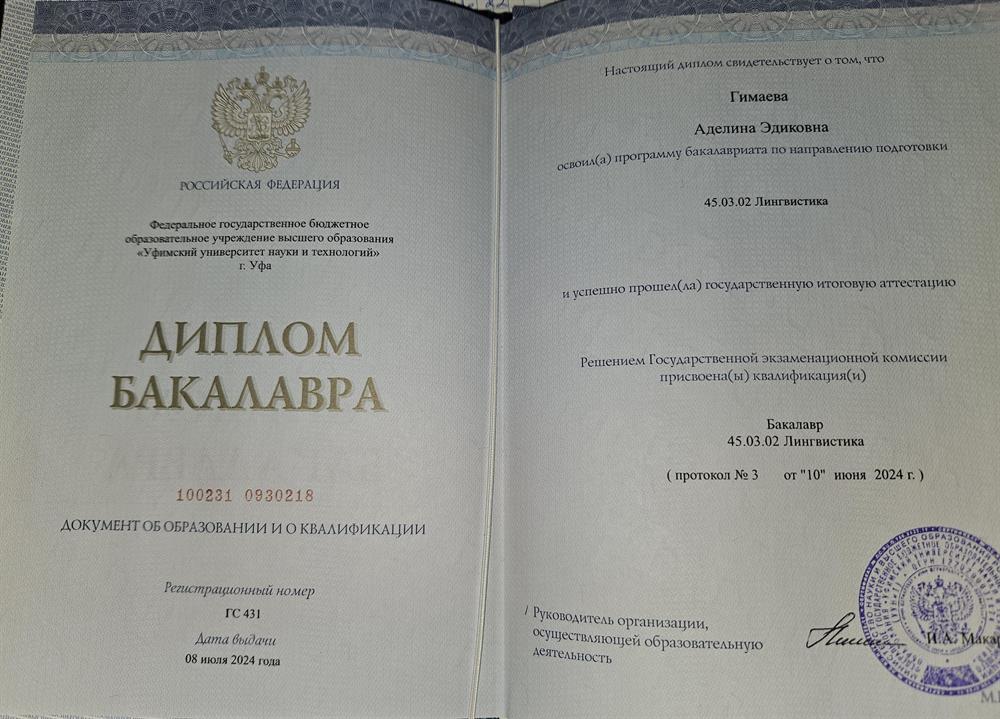 РОССИЙСКАЯ ФЕДЕРАЦИЯ
Федеральное государственное бюджетное
образовательное учреждение высшего образования
«Уфимский университет науки и технологий»
г. Уфа
ДИПЛОМ
БАКАЛАВРА
100231 0930218
ДОКУМЕНТ ОБ ОБРАЗОВАНИИ И О КВАЛИФИКАЦИИ
Регистрационный номер
ГС 431
Дата выдачи
08 июля 2024 года
Настоящий диплом свидетельствует о том, что
Гимаева
Аделина Эдиковна
освоил(а) программу бакалавриата по направлению подготовки
45.03.02 Лингвистика
и успешно прошел(ла) государственную итоговую аттестацию
Решением Государственной экзаменационной комиссии
присвоена(ы) квалификация(и)
Бакалавр
45.03.02 Лингвистика
( протокол № 3 от "10" июня 2024 г. )
Руководитель организации,
осуществляющей образовательную
деятельность
И.А. Макар
М.